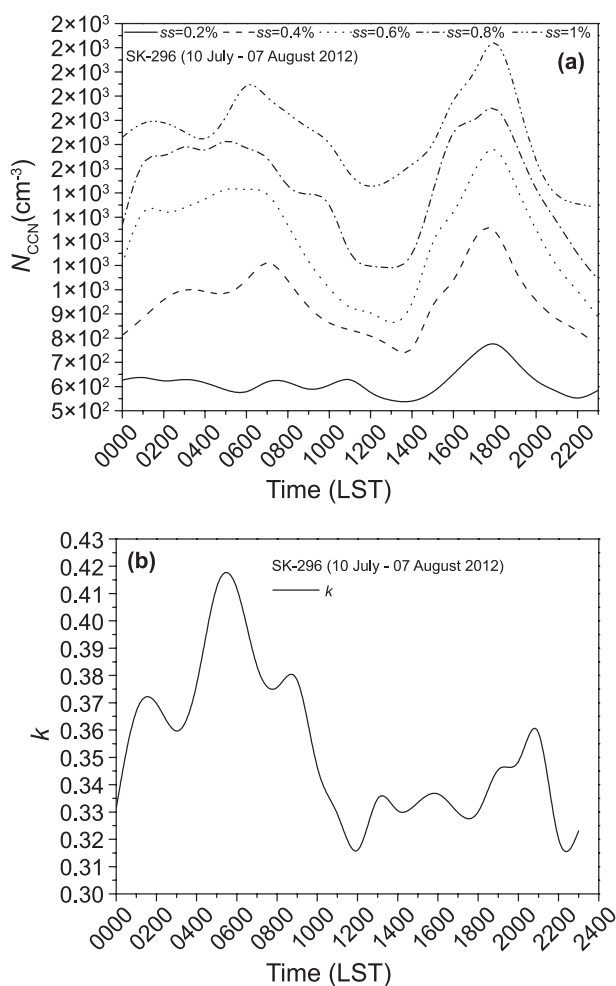 ss=0.2% ss=0.4% ss=0.6% ss=0.8% ss=1%
SK-296 (10 July - 07 August 2012)
(a)
2×10³
2×10³
2×10³
2×10³
2×10³
2×10³
2×10³
1×10³
1×10³
1×10³
1×10³
1×10³
9×10²
8×10²
7×10²
6×10²
5×10²
N_CCN(cm⁻³)
0000 0200 0400 0600 0800 1000 1200 1400 1600 1800 2000 2200
Time (LST)
(b)
SK-296 (10 July - 07 August 2012)
k
0.43
0.42
0.41
0.40
0.39
0.38
0.37
0.36
0.35
0.34
0.33
0.32
0.31
0.30
k
0000 0200 0400 0600 0800 1000 1200 1400 1600 1800 2000 2200 2400
Time (LST)